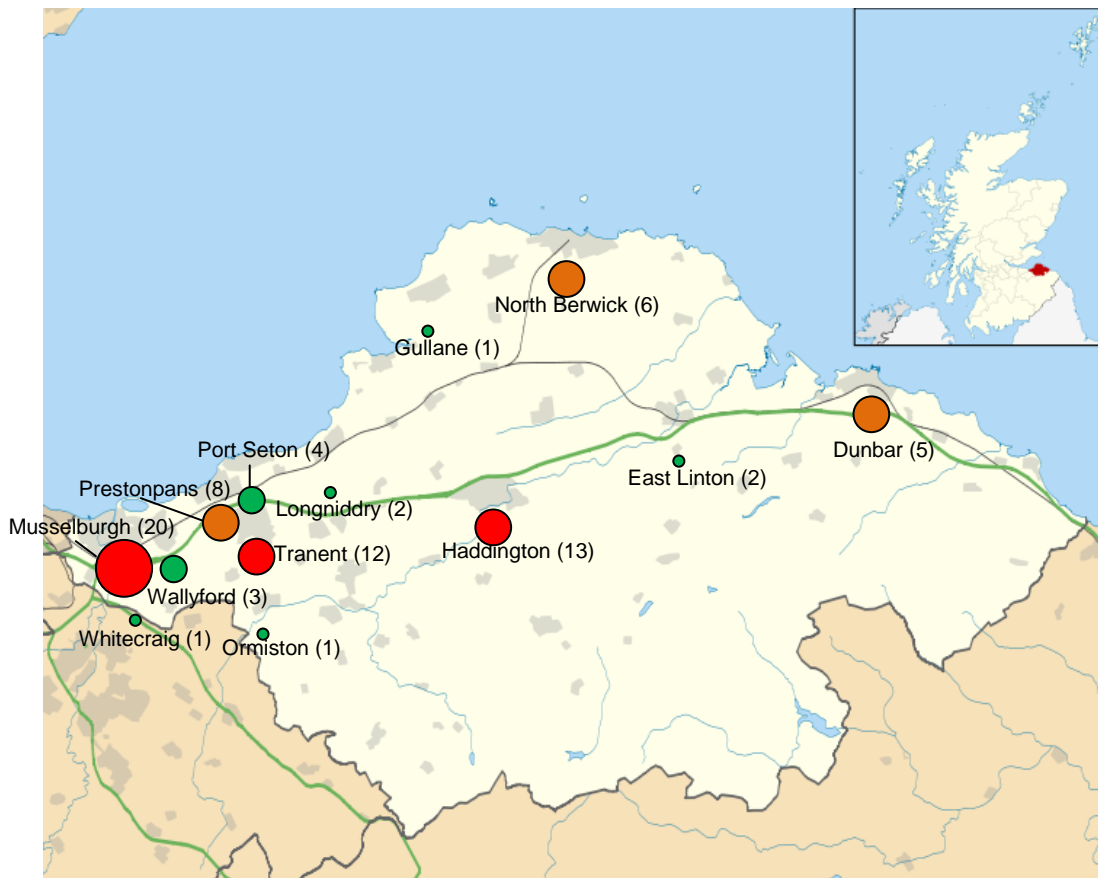 North Berwick (6)
Gullane (1)
Port Seton (4)
Dunbar (5)
East Linton (2)
Prestonpans (8)
Longniddry (2)
Musselburgh (20)
Tranent (12)
Haddington (13)
Wallyford (3)
Whitecraig (1)
Ormiston (1)